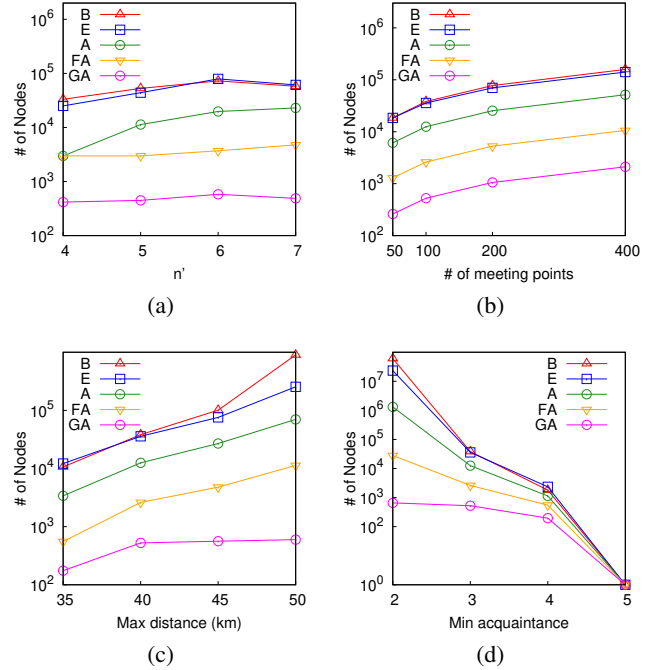 10^6
10^5
10^4
10^3
10^2
# of Nodes
B
E
A
FA
GA
4 5 6 7
n'
(a)
10^6
10^5
10^4
10^3
10^2
# of Nodes
B
E
A
FA
GA
50 100 200 400
# of meeting points
(b)
10^5
10^4
10^3
10^2
# of Nodes
B
E
A
FA
GA
35 40 45 50
Max distance (km)
(c)
10^7
10^6
10^5
10^4
10^3
10^2
10^0
# of Nodes
B
E
A
FA
GA
2 3 4 5
Min acquaintance
(d)